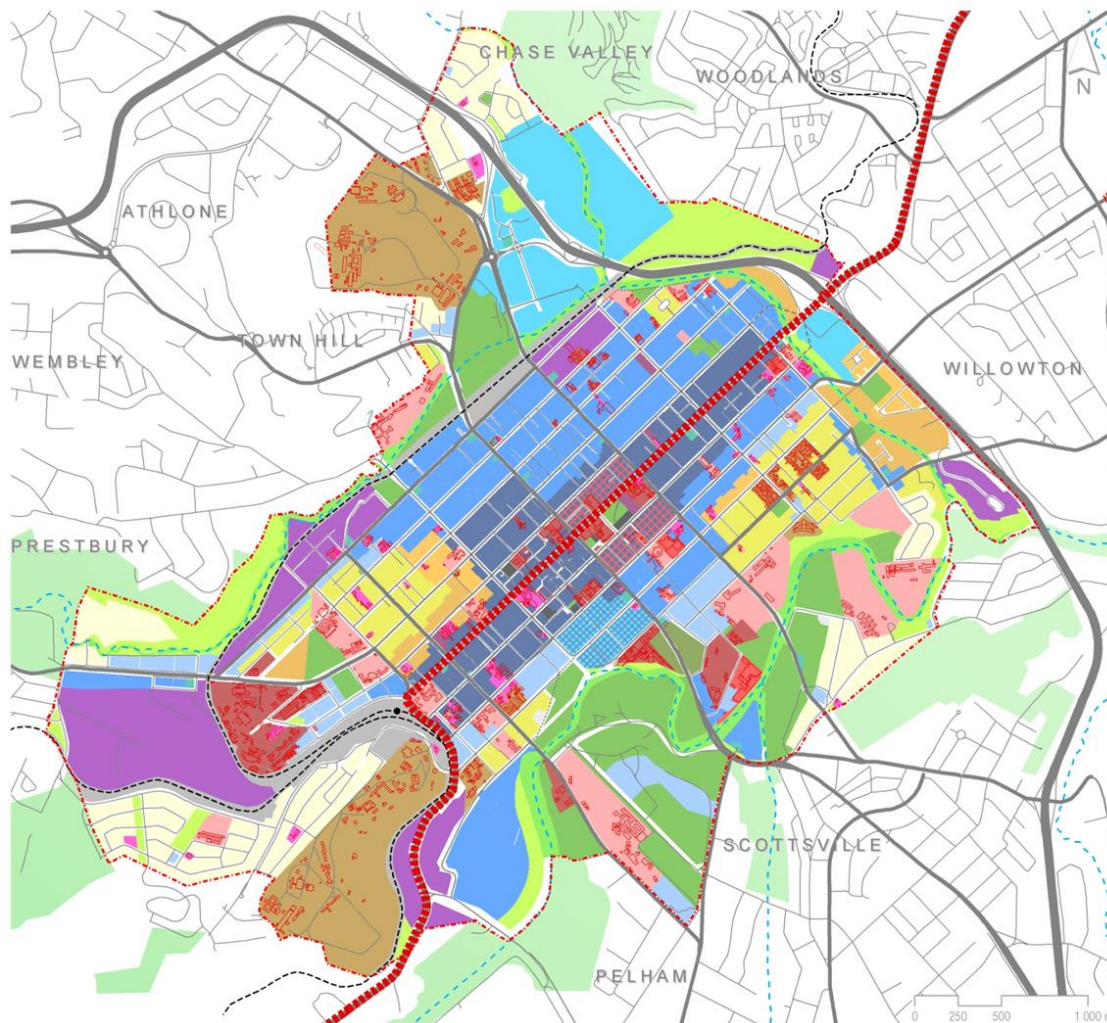 CHASE VALLEY
WOODLANDS
N
ATHLONE
TOWN HILL
WEMBLEY
WILLOWTON
PRESTBURY
SCOTTSVILLE
PELHAM
0 250 500 1 000 m